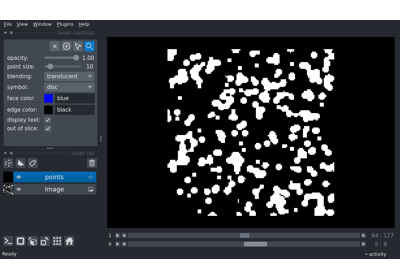 File View Window Plugins Help
layer controls
opacity: 1.00
point size: 10
blending: translucent
symbol: disc
face color: blue
edge color: black
display text: ✓
out of slice: ✓
layer list
points
Image
1 64 127
0 5 9
Ready activity